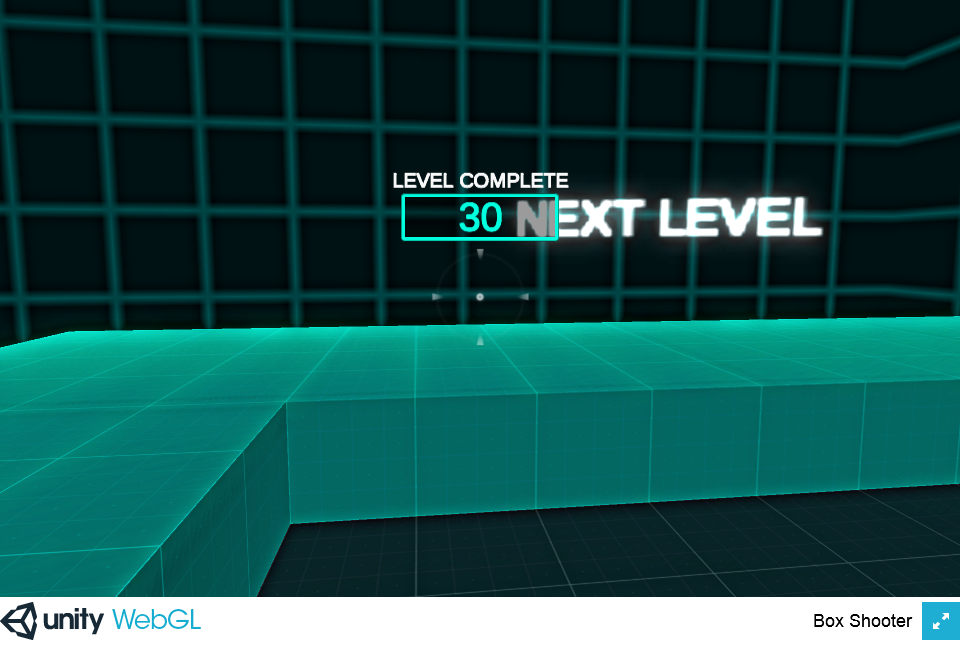 LEVEL COMPLETE
30
NEXT LEVEL
unity WebGL
Box Shooter